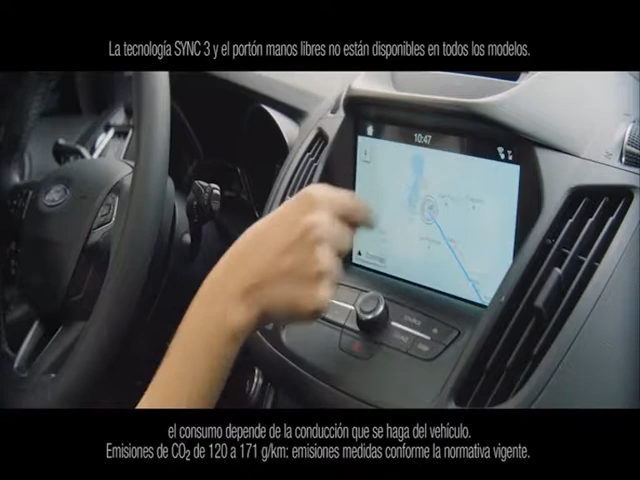 La tecnología SYNC 3 y el portón manos libres no están disponibles en todos los modelos.
10:47
Ford
el consumo depende de la conducción que se haga del vehículo.
Emisiones de CO₂ de 120 a 171 g/km: emisiones medidas conforme la normativa vigente.